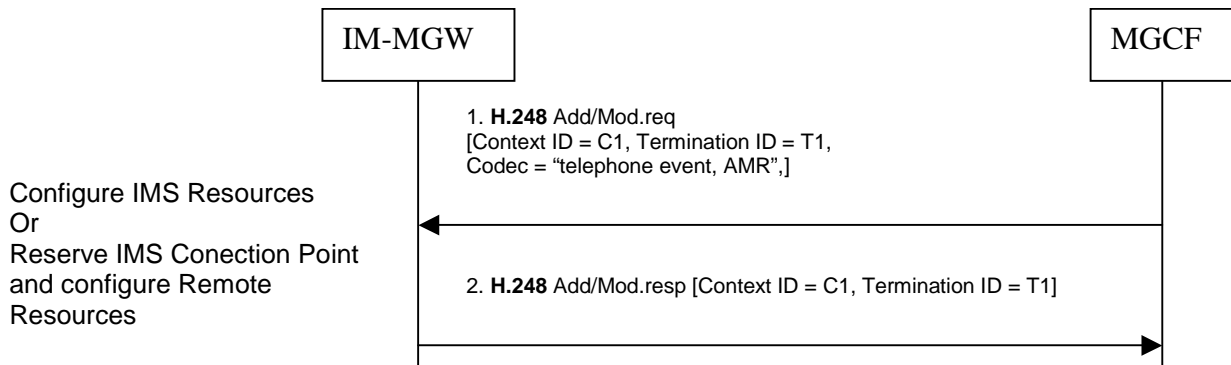 IM-MGW
MGCF
1. H.248 Add/Mod.req
[Context ID = C1, Termination ID = T1,
Codec = “telephone event, AMR”,]
Configure IMS Resources
Or
Reserve IMS Conection Point
and configure Remote
Resources
2. H.248 Add/Mod.resp [Context ID = C1, Termination ID = T1]